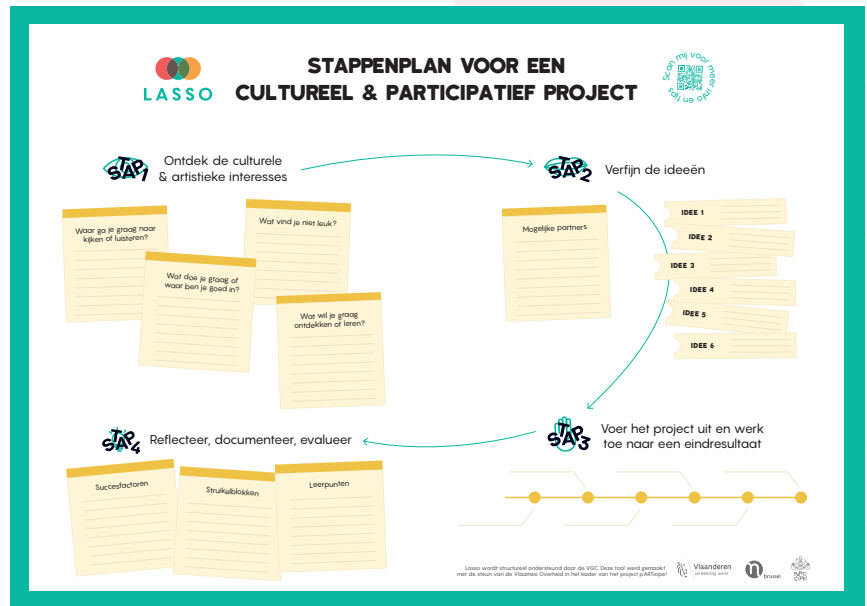 LASSO
STAPPENPLAN VOOR EEN
CULTUREEL & PARTICIPATIEF PROJECT
Scan mij voor meer info en tips
STAP 1
Ontdek de culturele
& artistieke interesses
STAP 2
Verfijn de ideeën
Waar ga je graag naar
kijken of luisteren?
Wat vind je niet leuk?
Wat doe je graag of
waar ben je goed in?
Wat wil je graag
ontdekken of leren?
Mogelijke partners
IDEE 1
IDEE 2
IDEE 3
IDEE 4
IDEE 5
IDEE 6
STAP 3
Voer het project uit en werk
toe naar een eindresultaat
STAP 4
Reflecteer, documenteer, evalueer
Succesfactoren
Struikelblokken
Leerpunten
Lasso wordt structureel ondersteund door de VGC. Deze tool werd gemaakt
met de steun van de Vlaamse Overheid in het kader van het project pARTicipe!
Vlaanderen
verbeelding werkt
n brussel